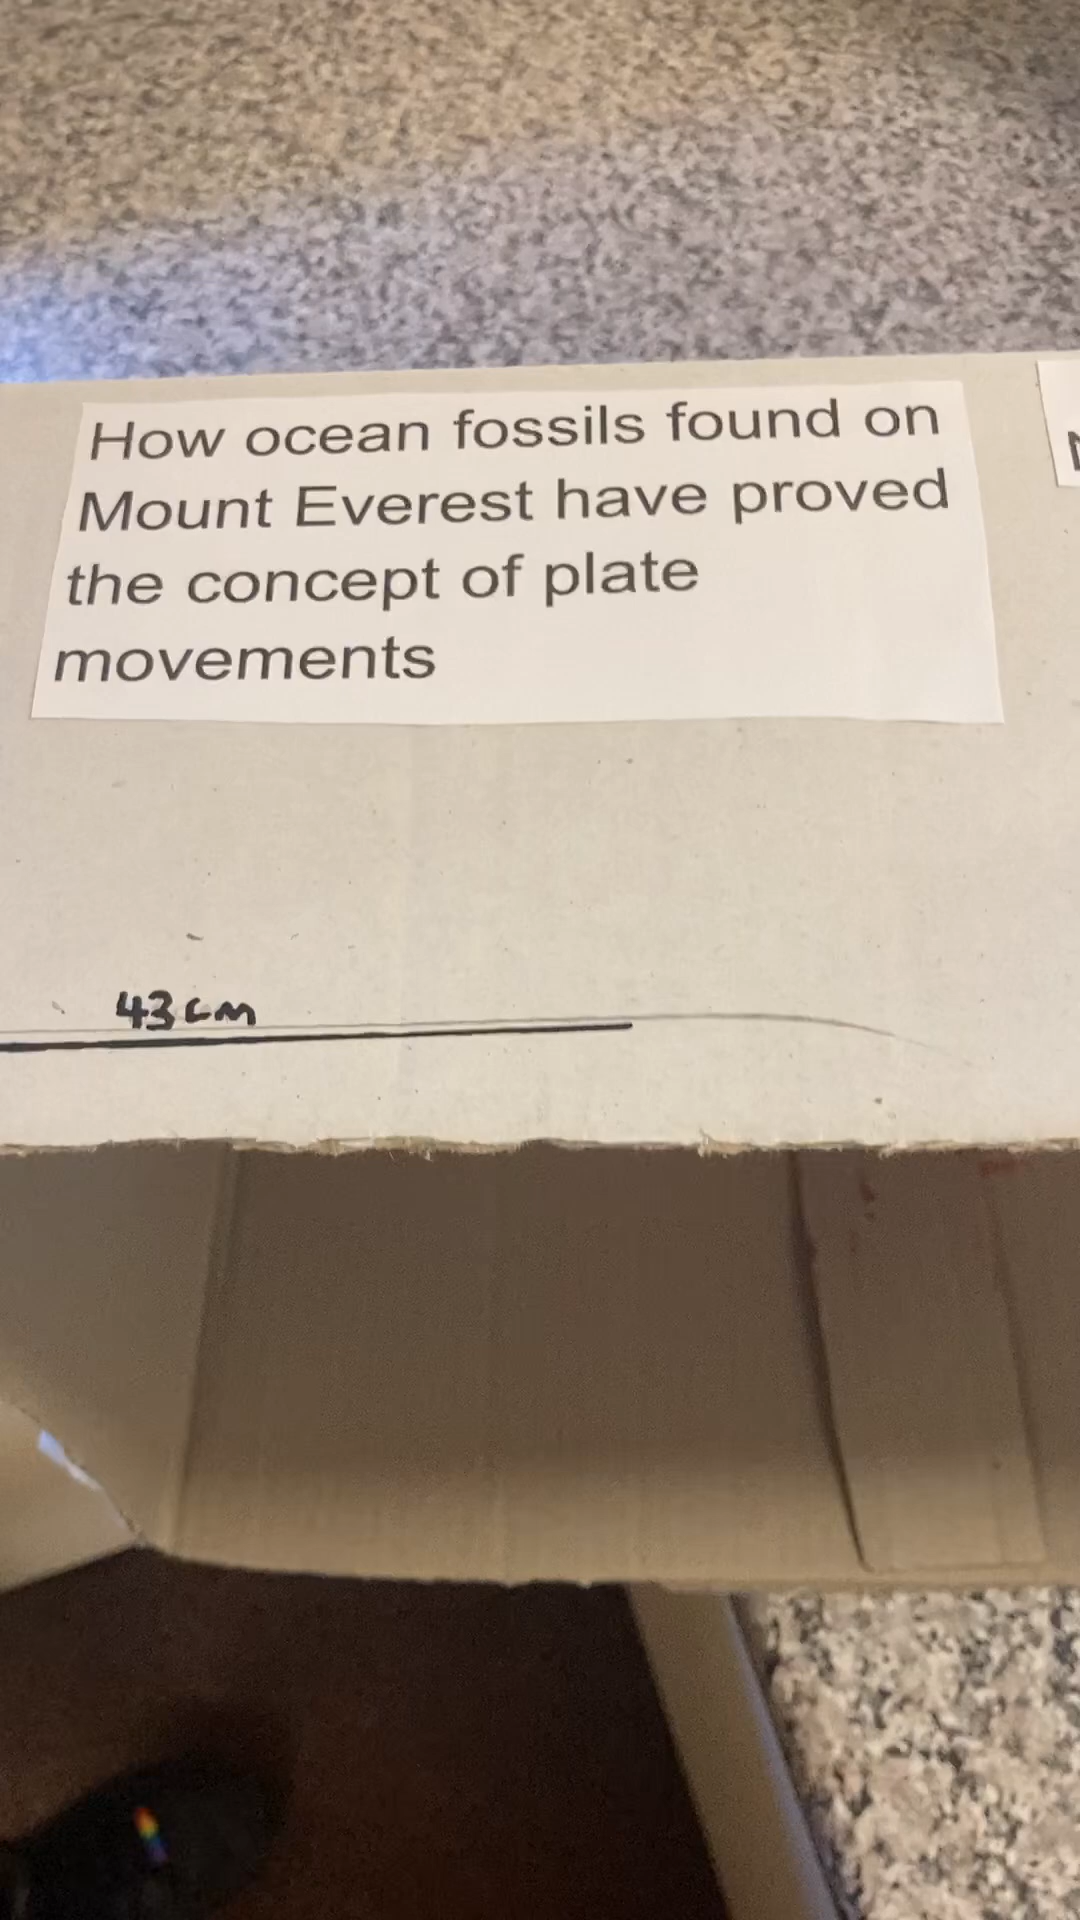 How ocean fossils found on
Mount Everest have proved
the concept of plate
movements
43cm